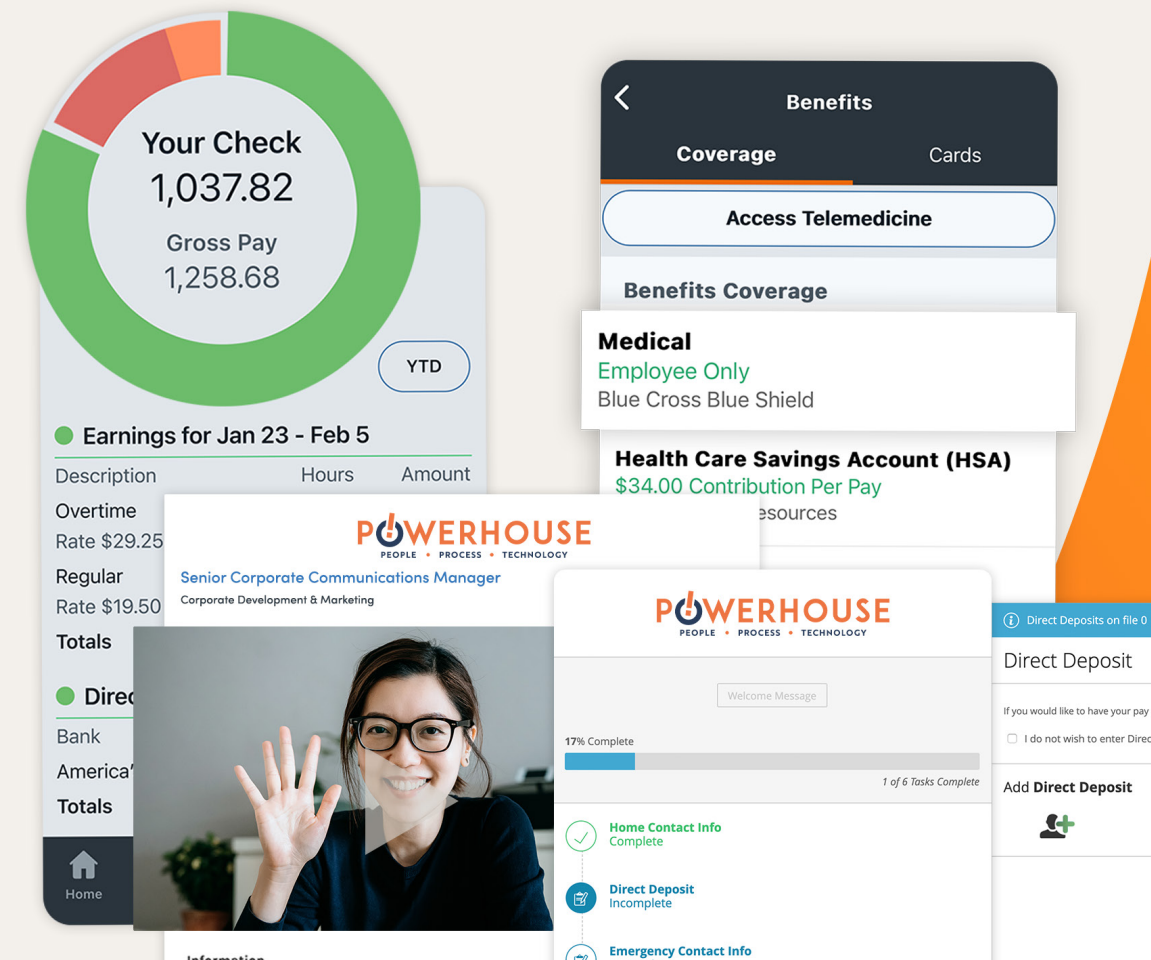 Your Check
1,037.82
Gross Pay
1,258.68
YTD
Earnings for Jan 23 - Feb 5
Description Hours Amount
Overtime
Rate $29.25
Regular
Rate $19.50
Totals
Bank
Totals
Home
Benefits
Coverage Cards
Access Telemedicine
Benefits Coverage
Medical
Employee Only
Blue Cross Blue Shield
Health Care Savings Account (HSA)
$34.00 Contribution Per Pay
POWERHOUSE
PEOPLE • PROCESS • TECHNOLOGY
Senior Corporate Communications Manager
Corporate Development & Marketing
POWERHOUSE
PEOPLE • PROCESS • TECHNOLOGY
Welcome Message
17% Complete
1 of 6 Tasks Complete
Home Contact Info
Complete
Direct Deposit
Incomplete
Emergency Contact Info
Direct Deposits on file 0
Direct Deposit
If you would like to have your pay
I do not wish to enter
Add Direct Deposit